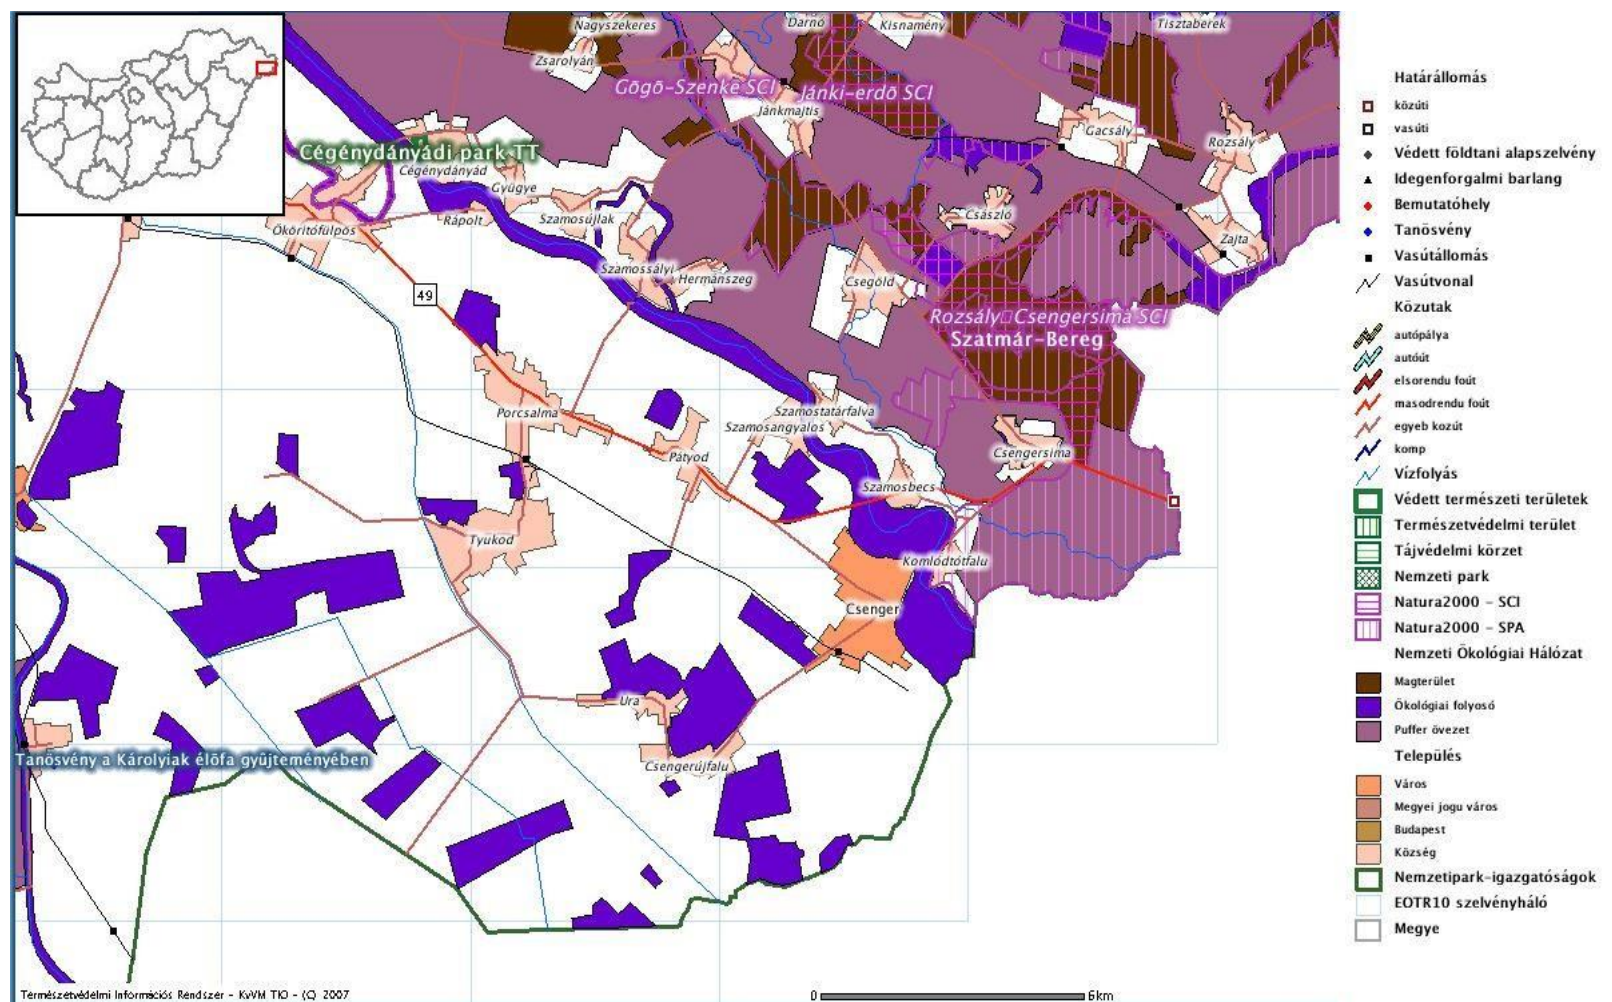 Nagyszekeres
Darnó
Kisnamény
Tisztaberek
Zsarolyán
Gőgő-Szenke SCI
Jánki-erdő SCI
Jánkmajtis
Gacsály
Rozsály
Cégénydányádi park TT
Cégénydányád
Gyügye
Rápolt
Szamosújlak
Császló
Ököritófülpös
Zajta
Szamossályi
Hermánszeg
Csegöld
49
Rozsály Csengersima SCI
Szatmár-Bereg
Porcsalma
Szamostatárfalva
Szamosangyalos
Pátyod
Csengersima
Szamosbecs
Tyukod
Komlódtótfalu
Csenger
Ura
Tanösvény a Károlyiak élőfa gyűjteményében
Csengerújfalu
Természetvédelmi Információs Rendszer - KvVM TIO - (C) 2007
0 6km
Határállomás
közúti
vasúti
Védett földtani alapszelvény
Idegenforgalmi barlang
Bemutatóhely
Tanösvény
Vasútállomás
Vasútvonal
Közutak
autópálya
autóút
elsorendu foút
masodrendu foút
egyeb kozút
komp
Vízfolyás
Védett természeti területek
Természetvédelmi terület
Tájvédelmi körzet
Nemzeti park
Natura2000 - SCI
Natura2000 - SPA
Nemzeti Ökológiai Hálózat
Magterület
Ökológiai folyosó
Puffer övezet
Település
Város
Megyei jogu város
Budapest
Község
Nemzetipark-igazgatóságok
EOTR10 szelvényháló
Megye